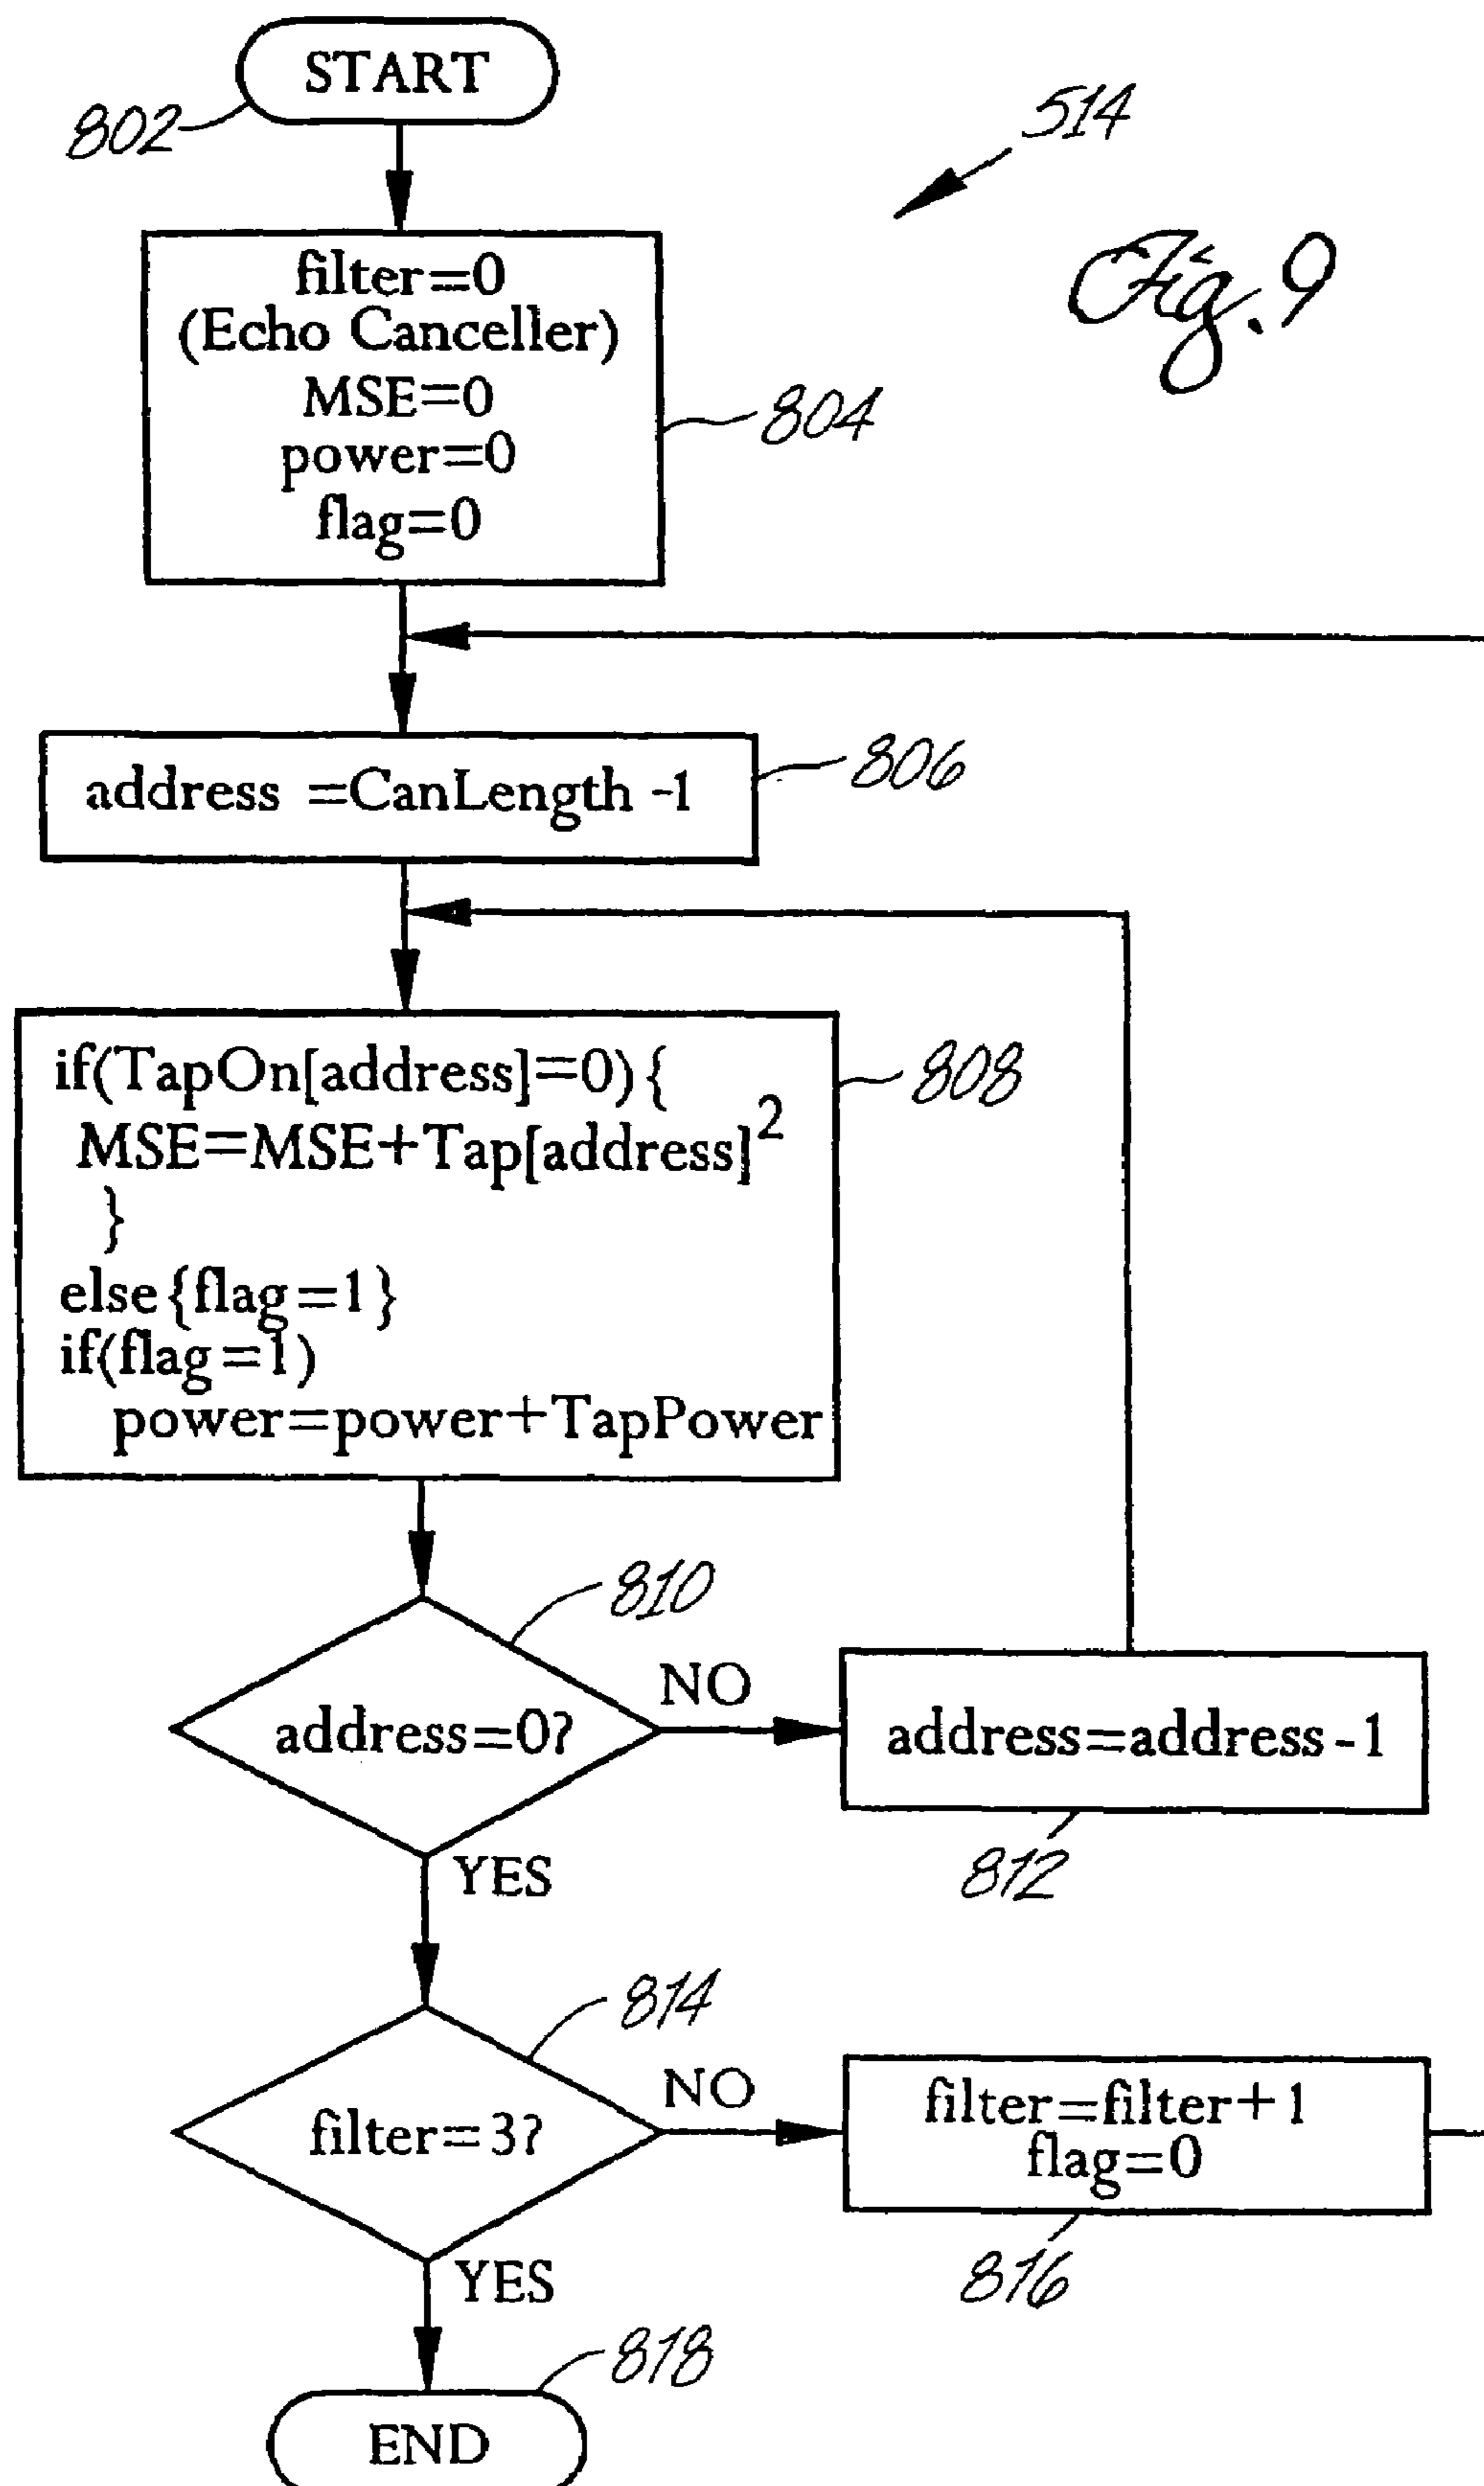 START
802
514
Fig. 9
filter=0
(Echo Canceller)
MSE=0
power=0
flag=0
804
address =CanLength -1
806
if(TapOn[address]=0){
MSE=MSE+Tap[address]²
}
else{flag=1}
if(flag=1)
power=power+TapPower
808
810
address=0?
NO
address=address-1
812
YES
814
filter=3?
NO
filter=filter+1
flag=0
816
YES
818
END